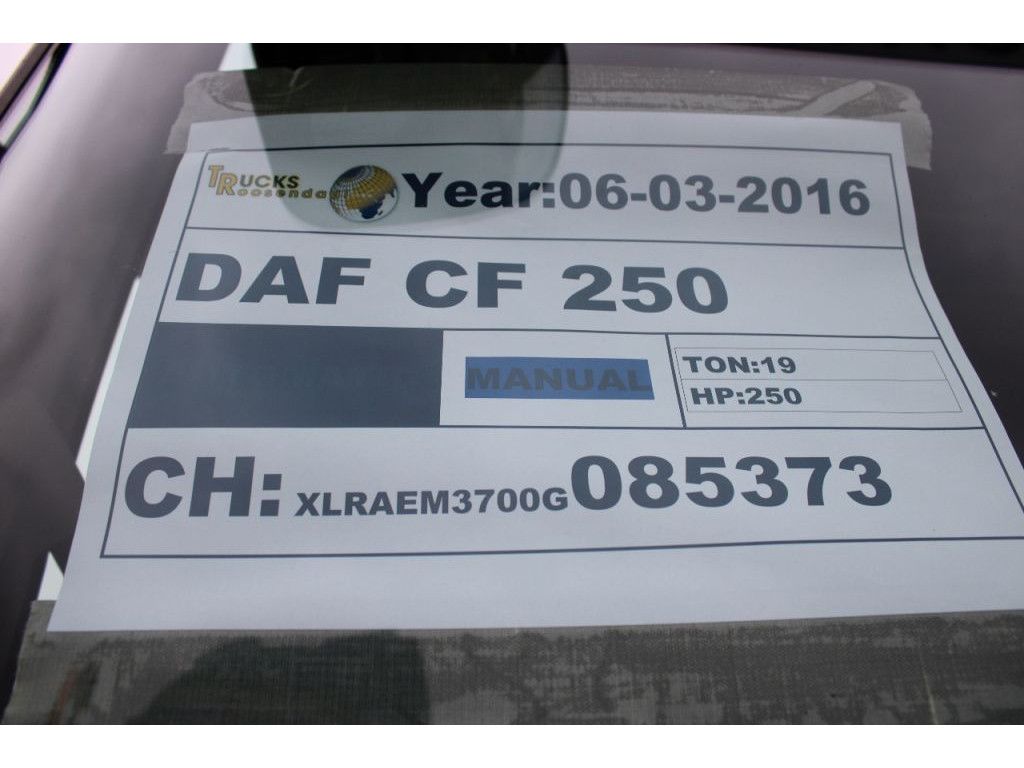 TRUCKS
Roosendaal Year:06-03-2016
DAF CF 250
MANUAL
TON:19
HP:250
CH: XLRAEM3700G085373